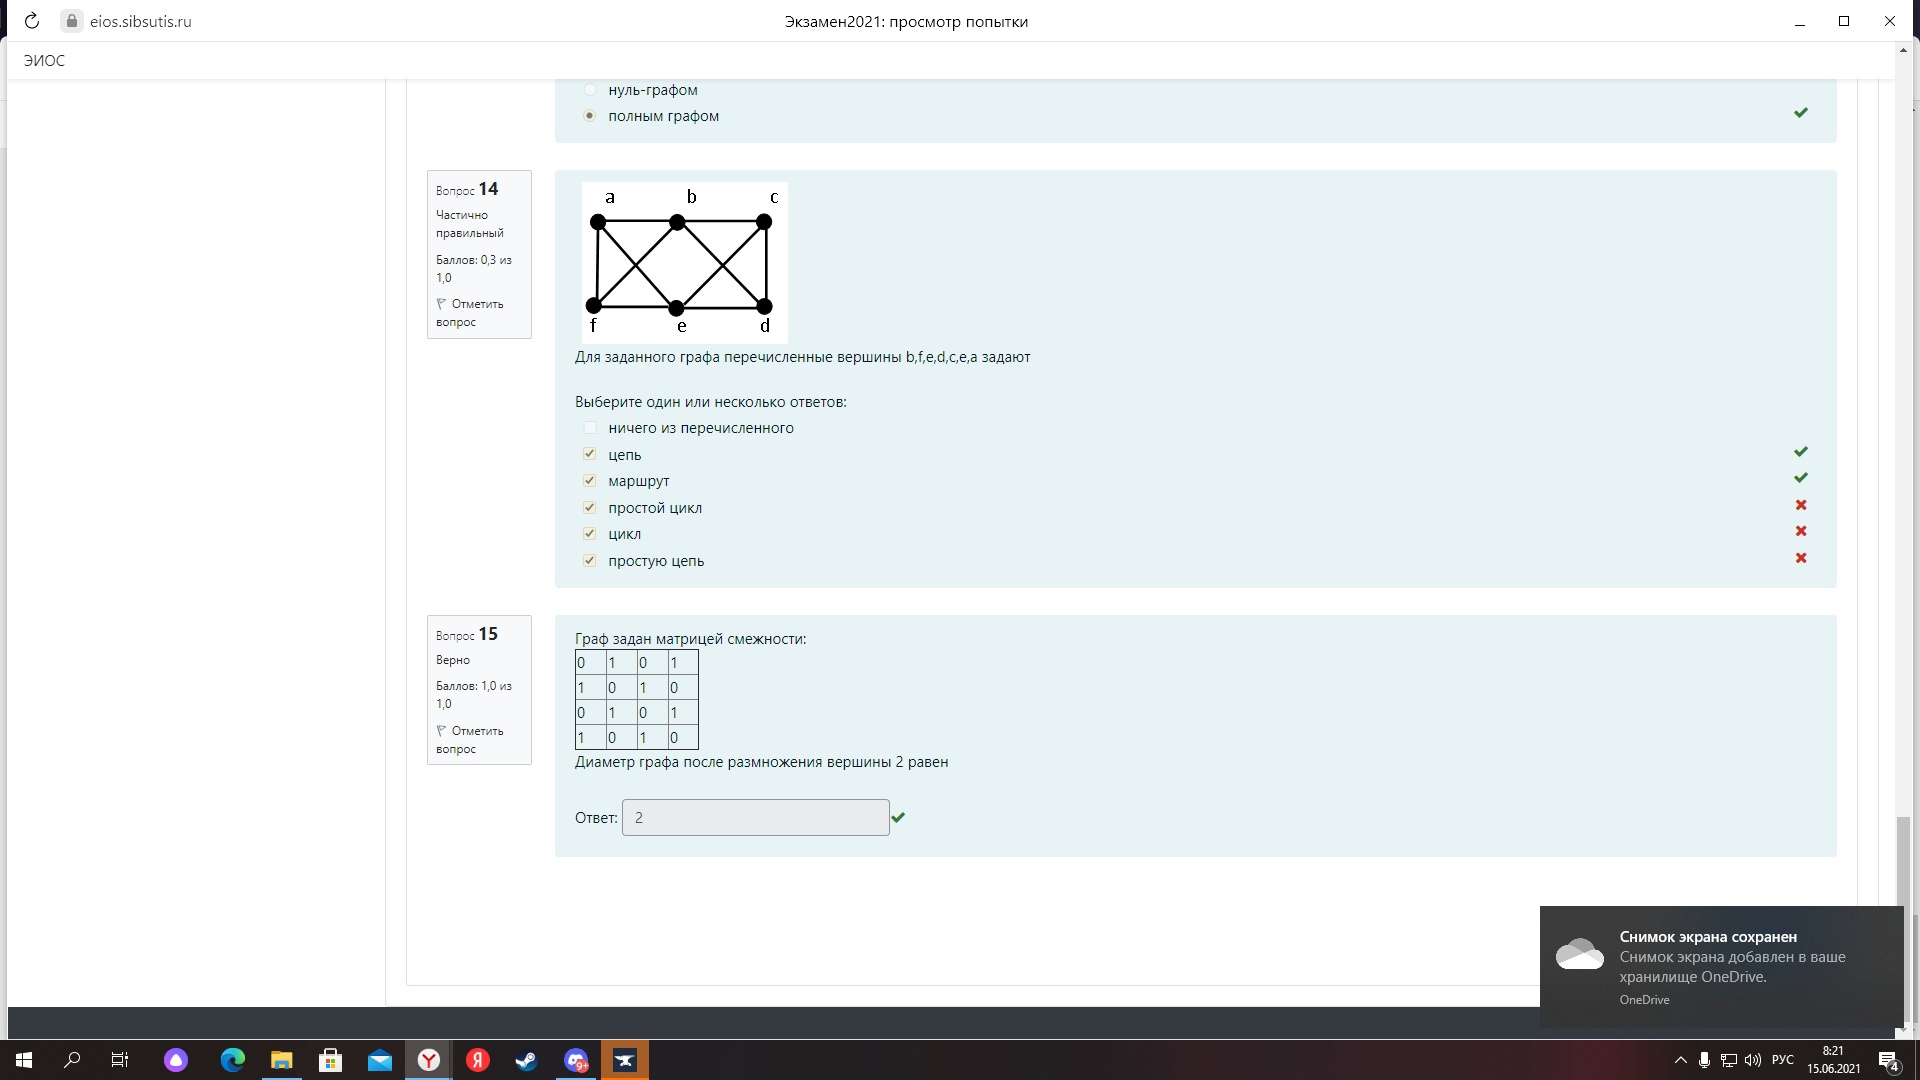 eios.sibsutis.ru
Экзамен2021: просмотр попытки
ЭИОС
нуль-графом
полным графом
Вопрос 14
Частично
правильный
Баллов: 0,3 из
1,0
Отметить
вопрос
a b c
f e d
Для заданного графа перечисленные вершины b,f,e,d,c,e,a задают
Выберите один или несколько ответов:
ничего из перечисленного
цепь
маршрут
простой цикл
цикл
простую цепь
Вопрос 15
Верно
Баллов: 1,0 из
1,0
Отметить
вопрос
Граф задан матрицей смежности:
0 1 0 1
1 0 1 0
0 1 0 1
1 0 1 0
Диаметр графа после размножения вершины 2 равен
Ответ: 2
Снимок экрана сохранен
Снимок экрана добавлен в ваше
хранилище OneDrive.
OneDrive
Я
9+
РУС
8:21
15.06.2021
4